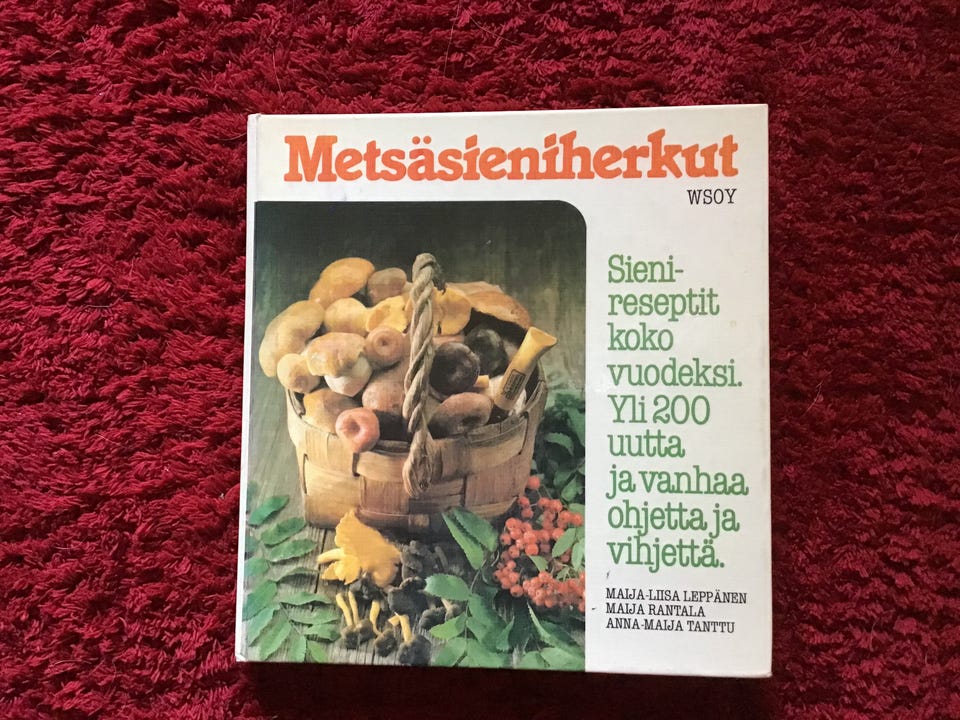 Metsäsieniherkut
WSOY
Sieni-
reseptit
koko
vuodeksi.
Yli 200
uutta
ja vanhaa
ohjetta ja
vihjettä.
MAIJA-LIISA LEPPÄNEN
MAIJA RANTALA
ANNA-MAIJA TANTTU